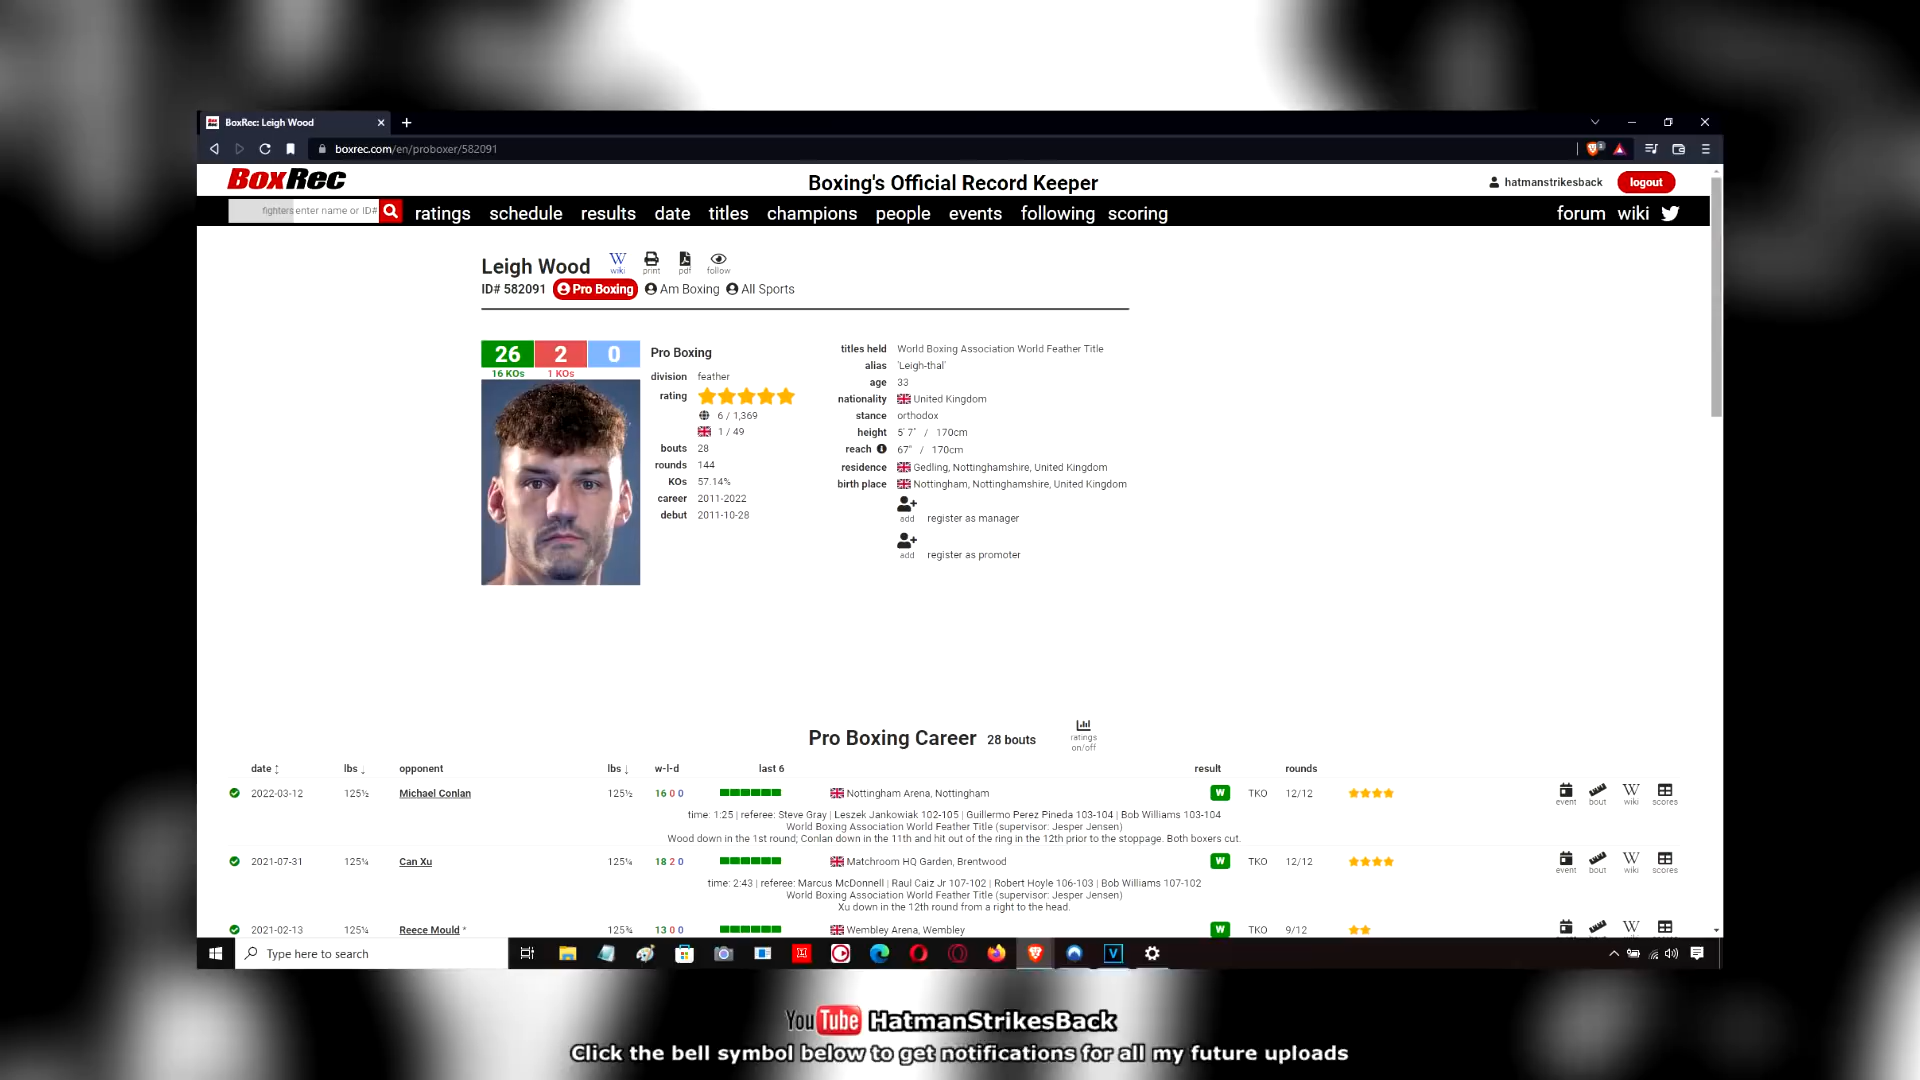 BoxRec: Leigh Wood
boxrec.com/en/proboxer/582091
BoxRec
Boxing's Official Record Keeper
hatmanstrikesback
logout
fighters enter name or ID#
ratings schedule results date titles champions people events following scoring
forum wiki
Leigh Wood
wiki print pdf follow
ID# 582091 Pro Boxing Am Boxing All Sports
26 2 0
16 KOs 1 KOs
Pro Boxing
division feather
rating
6 / 1,369
1 / 49
bouts 28
rounds 144
KOs 57.14%
career 2011-2022
debut 2011-10-28
titles held World Boxing Association World Feather Title
alias 'Leigh-thal'
age 33
nationality United Kingdom
stance orthodox
height 5' 7" / 170cm
reach 67" / 170cm
residence Gedling, Nottinghamshire, United Kingdom
birth place Nottingham, Nottinghamshire, United Kingdom
add register as manager
add register as promoter
Pro Boxing Career 28 bouts
ratings
on/off
date lbs opponent lbs w-l-d last 6 result rounds
2022-03-12 125½ Michael Conlan 125½ 16 0 0 Nottingham Arena, Nottingham W TKO 12/12
event bout wiki scores
time: 1:25 | referee: Steve Gray | Leszek Jankowiak 102-105 | Guillermo Perez Pineda 103-104 | Bob Williams 103-104
World Boxing Association World Feather Title (supervisor: Jesper Jensen)
Wood down in the 1st round; Conlan down in the 11th and hit out of the ring in the 12th prior to the stoppage. Both boxers cut.
2021-07-31 125¼ Can Xu 125¼ 18 2 0 Matchroom HQ Garden, Brentwood W TKO 12/12
event bout wiki scores
time: 2:43 | referee: Marcus McDonnell | Raul Caiz Jr 107-102 | Robert Hoyle 106-103 | Bob Williams 107-102
World Boxing Association World Feather Title (supervisor: Jesper Jensen)
Xu down in the 12th round from a right to the head.
2021-02-13 125¼ Reece Mould * 125¾ 13 0 0 Wembley Arena, Wembley W TKO 9/12
Type here to search
YouTube HatmanStrikesBack
Click the bell symbol below to get notifications for all my future uploads